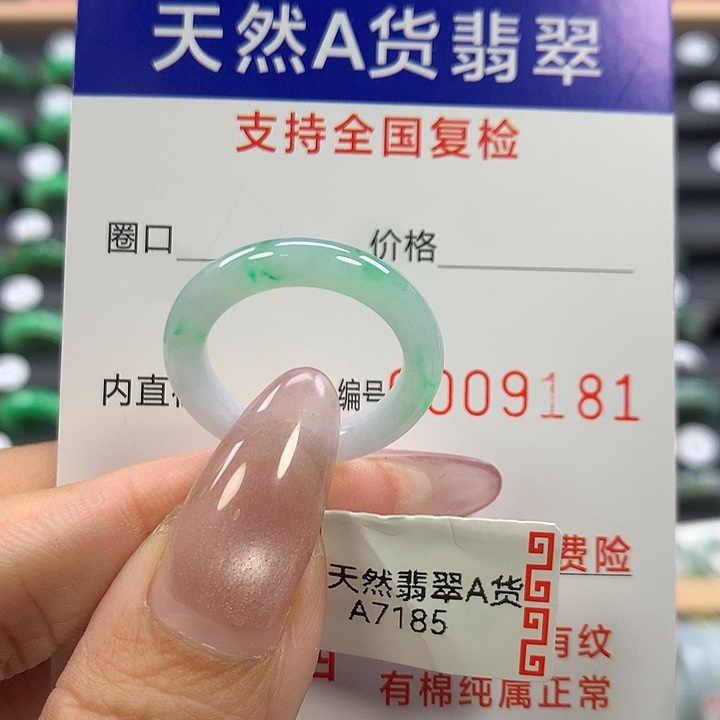 天然A货翡翠
支持全国复检
圈口
价格
内直
编号
009181
费险
天然翡翠A货
A7185
有纹
有棉纯属正常